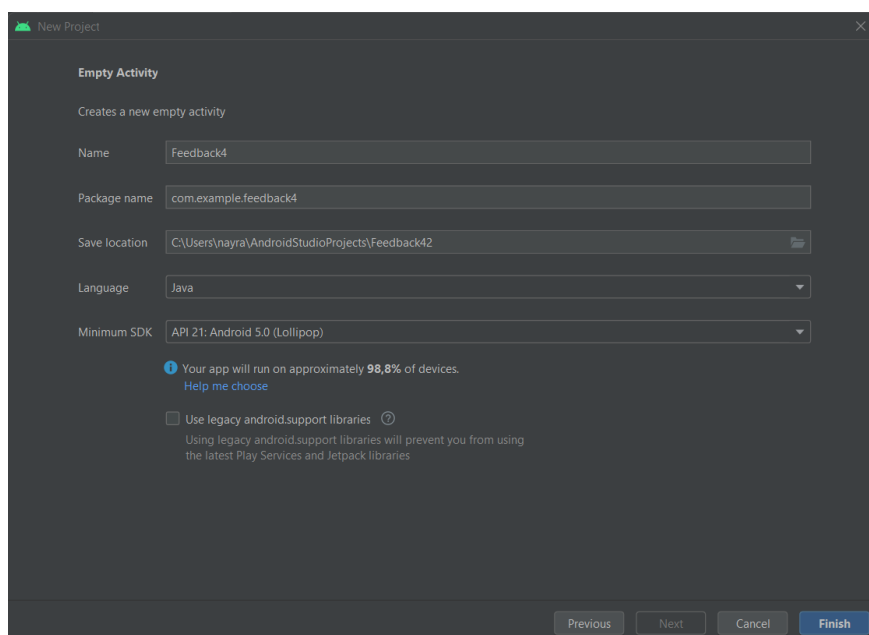 New Project
Empty Activity
Creates a new empty activity
Name Feedback4
Package name com.example.feedback4
Save location C:\Users\nayra\AndroidStudioProjects\Feedback42
Language Java
Minimum SDK API 21: Android 5.0 (Lollipop)
Your app will run on approximately 98,8% of devices.
Help me choose
Use legacy android.support libraries
Using legacy android.support libraries will prevent you from using
the latest Play Services and Jetpack libraries
Previous Next Cancel Finish